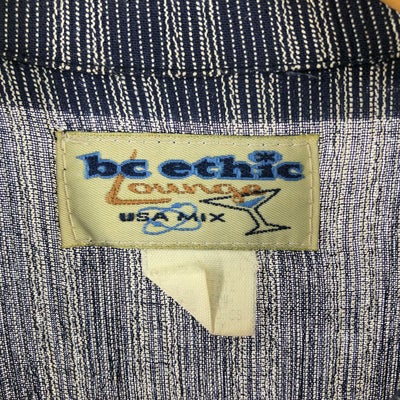 bc ethic
Lounge
USA MIX